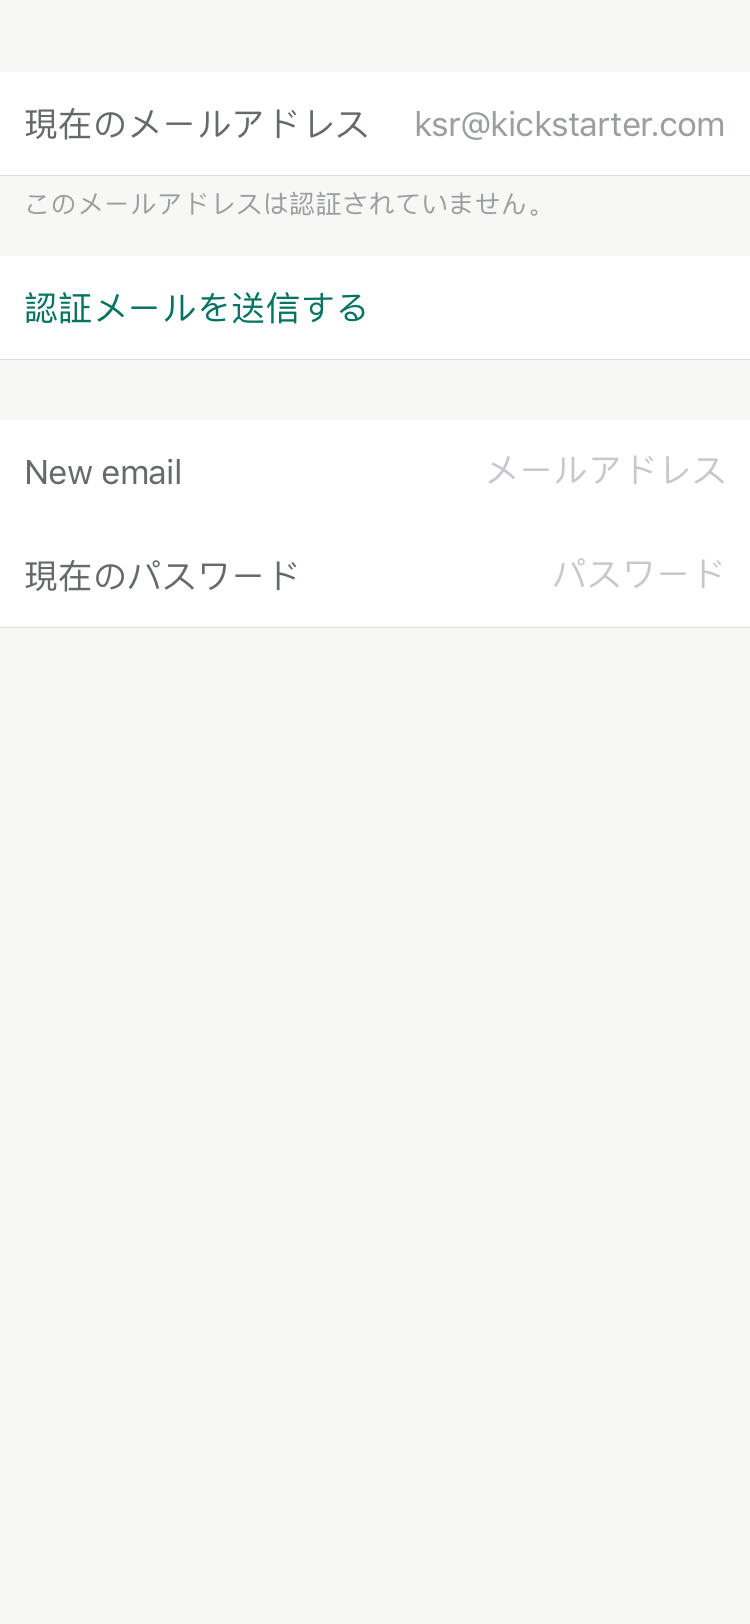 現在のメールアドレス ksr@kickstarter.com
このメールアドレスは認証されていません。
認証メールを送信する
New email メールアドレス
現在のパスワード パスワード